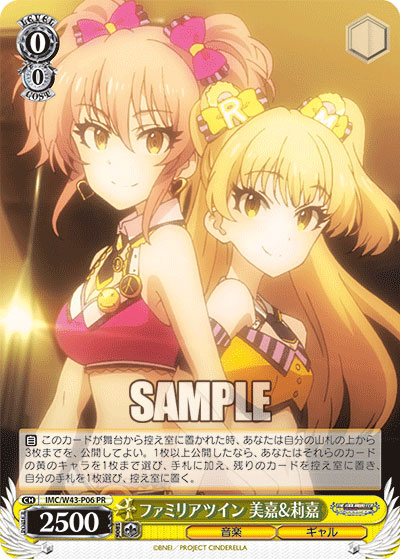 LEVEL
0
0
COST
R M
SAMPLE
自 このカードが舞台から控え室に置かれた時、あなたは自分の山札の上から
3枚までを、公開してよい。1枚以上公開したなら、あなたはそれらのカード
の黄のキャラを1枚まで選び、手札に加え、残りのカードを控え室に置き、
自分の手札を1枚選び、控え室に置く。
CH IMC/W43-P06 PR
2500
ファミリアツイン 美嘉&莉嘉
音楽 ギャル
©BNEI／PROJECT CINDERELLA